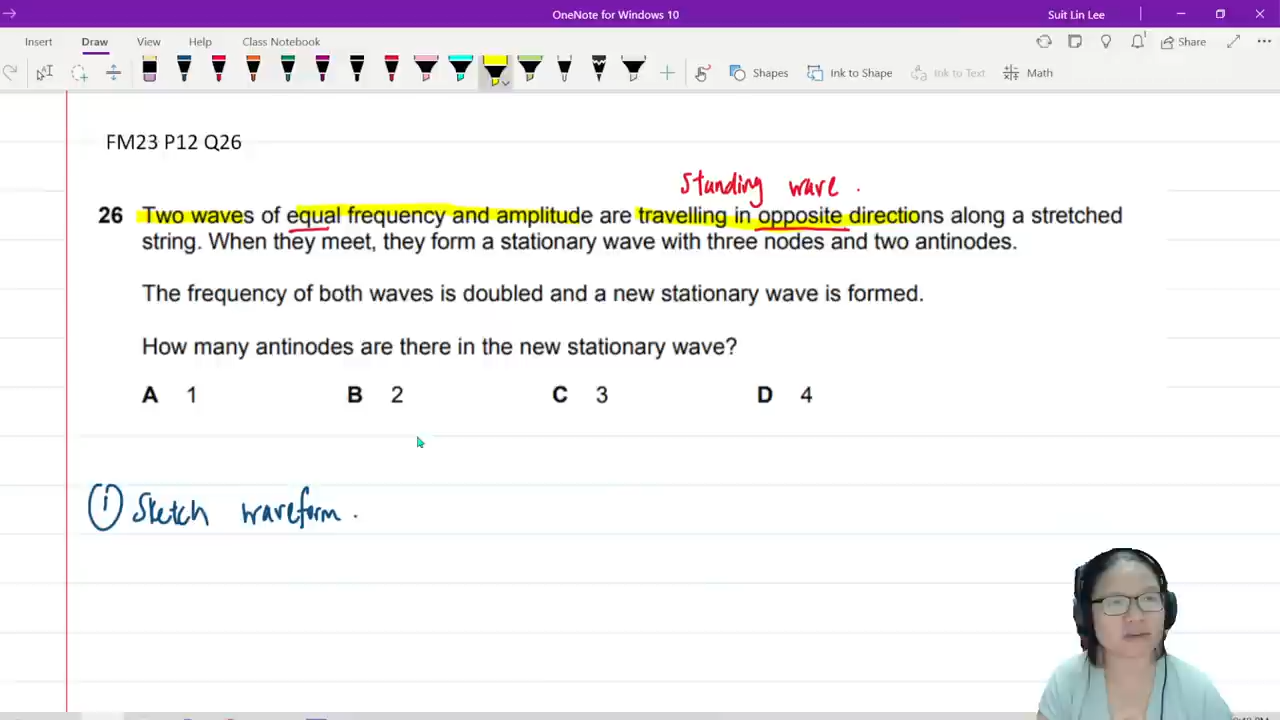 OneNote for Windows 10
Suit Lin Lee
Insert Draw View Help Class Notebook
Share
Shapes Ink to Shape Ink to Text Math
FM23 P12 Q26
Standing wave.
26 Two waves of equal frequency and amplitude are travelling in opposite directions along a stretched
string. When they meet, they form a stationary wave with three nodes and two antinodes.
The frequency of both waves is doubled and a new stationary wave is formed.
How many antinodes are there in the new stationary wave?
A 1 B 2 C 3 D 4
① Sketch waveform.